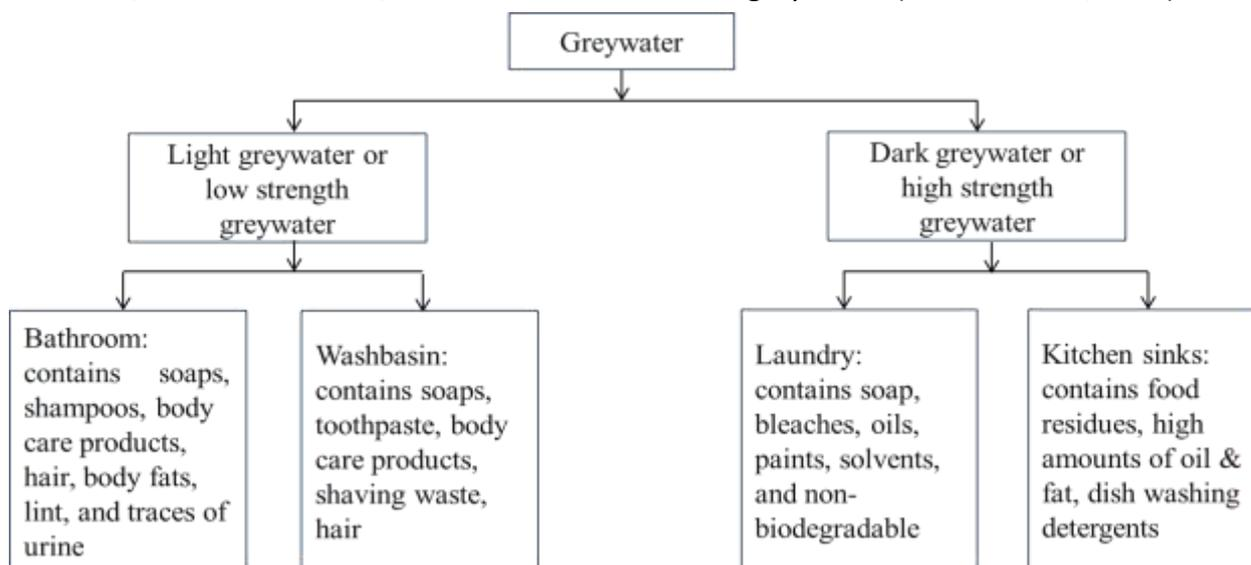 Greywater
Light greywater or
low strength
greywater
Dark greywater or
high strength
greywater
Bathroom:
contains soaps,
shampoos, body
care products,
hair, body fats,
lint, and traces of
urine
Washbasin:
contains soaps,
toothpaste, body
care products,
shaving waste,
hair
Laundry:
contains soap,
bleaches, oils,
paints, solvents,
and non-
biodegradable
Kitchen sinks:
contains food
residues, high
amounts of oil &
fat, dish washing
detergents